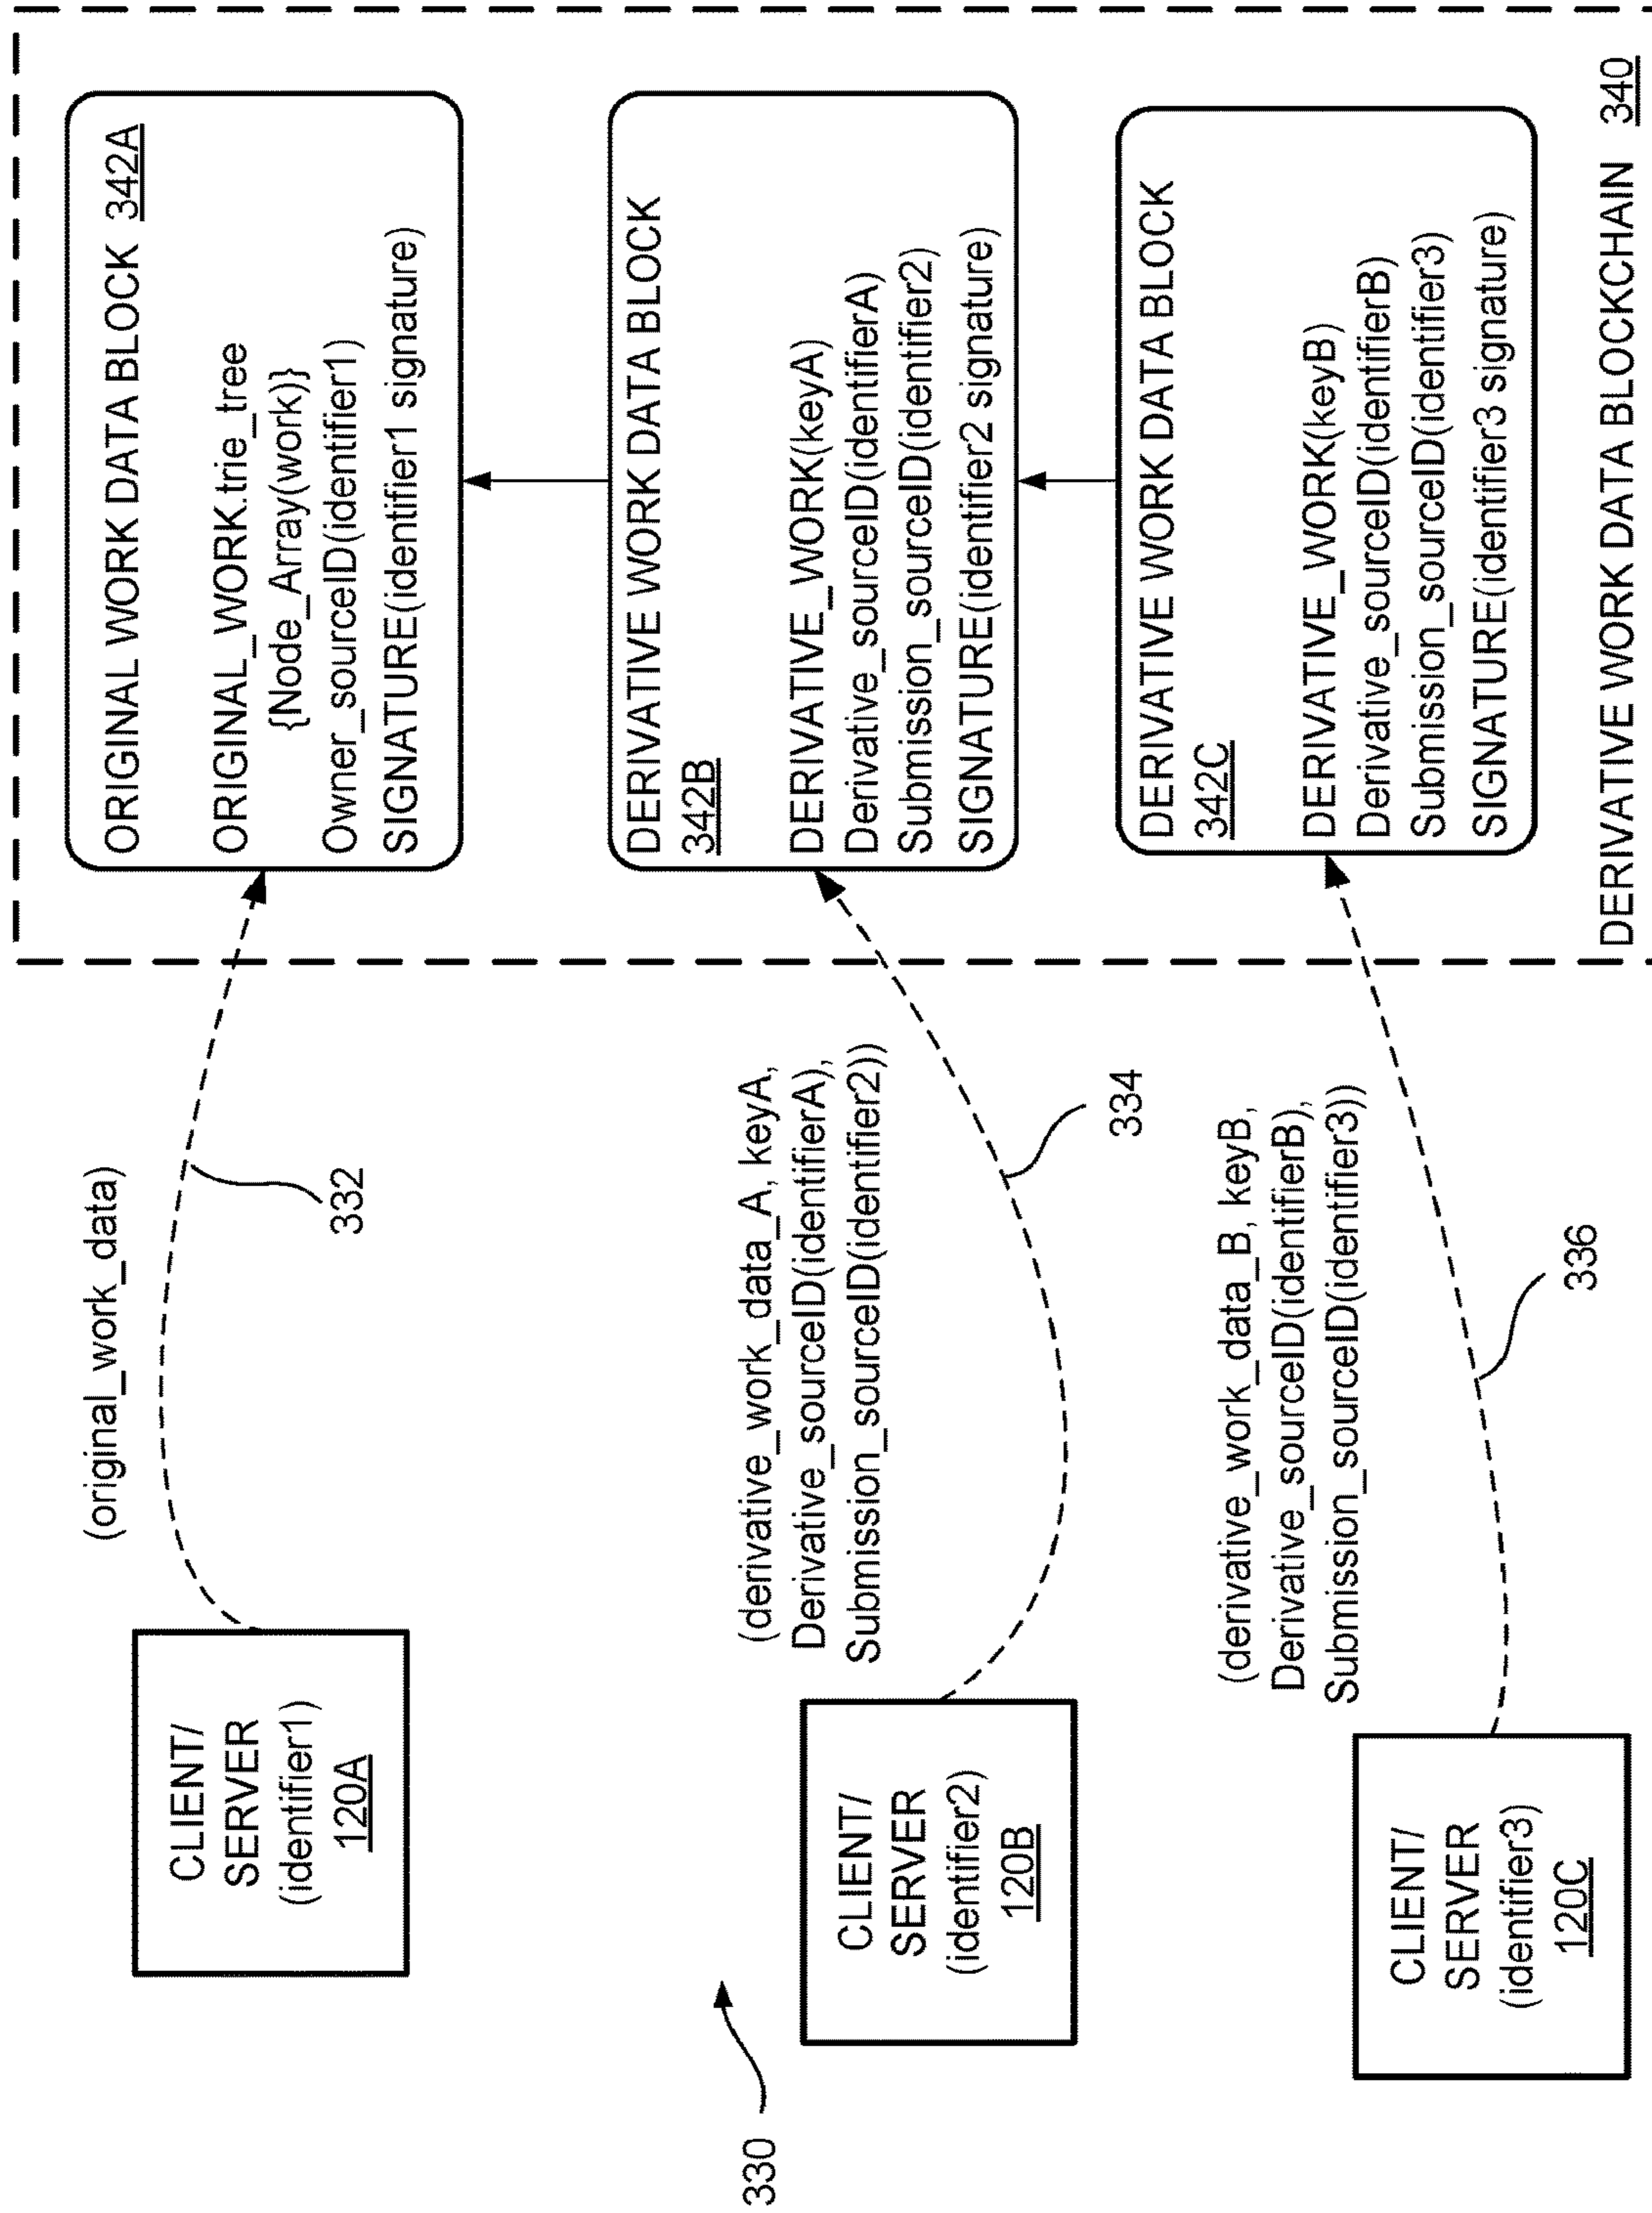 330
CLIENT/
SERVER
(identifier1)
120A
(original_work_data)
332
ORIGINAL WORK DATA BLOCK 342A
ORIGINAL_WORK.trie_tree
{Node_Array(work)}
Owner_sourceID(identifier1)
SIGNATURE(identifier1 signature)
CLIENT/
SERVER
(identifier2)
120B
(derivative_work_data_A, keyA,
Derivative_sourceID(identifierA),
Submission_sourceID(identifier2))
334
DERIVATIVE WORK DATA BLOCK
342B
DERIVATIVE_WORK(keyA)
Derivative_sourceID(identifierA)
Submission_sourceID(identifier2)
SIGNATURE(identifier2 signature)
CLIENT/
SERVER
(identifier3)
120C
(derivative_work_data_B, keyB,
Derivative_sourceID(identifierB),
Submission_sourceID(identifier3))
336
DERIVATIVE WORK DATA BLOCK
342C
DERIVATIVE_WORK(keyB)
Derivative_sourceID(identifierB)
Submission_sourceID(identifier3)
SIGNATURE(identifier3 signature)
DERIVATIVE WORK DATA BLOCKCHAIN 340